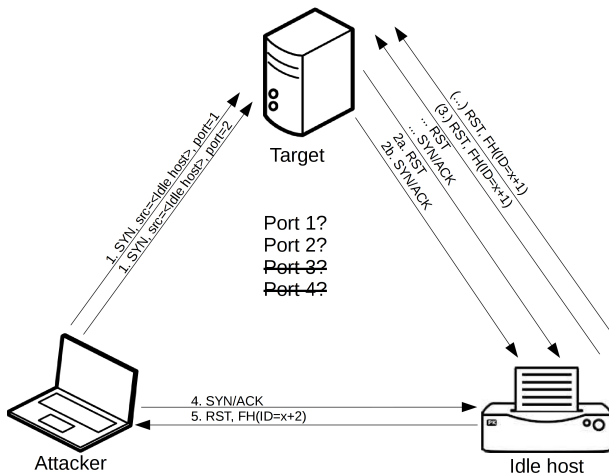 Target
1. SYN, src=<Idle host>, port=1
1. SYN, src=<Idle host>, port=2
(...) RST, FH(ID=x+1)
(3.) RST, FH(ID=x+1)
... RST
... SYN/ACK
2a. RST
2b. SYN/ACK
Port 1?
Port 2?
Port 3?
Port 4?
4. SYN/ACK
5. RST, FH(ID=x+2)
Attacker
Idle host